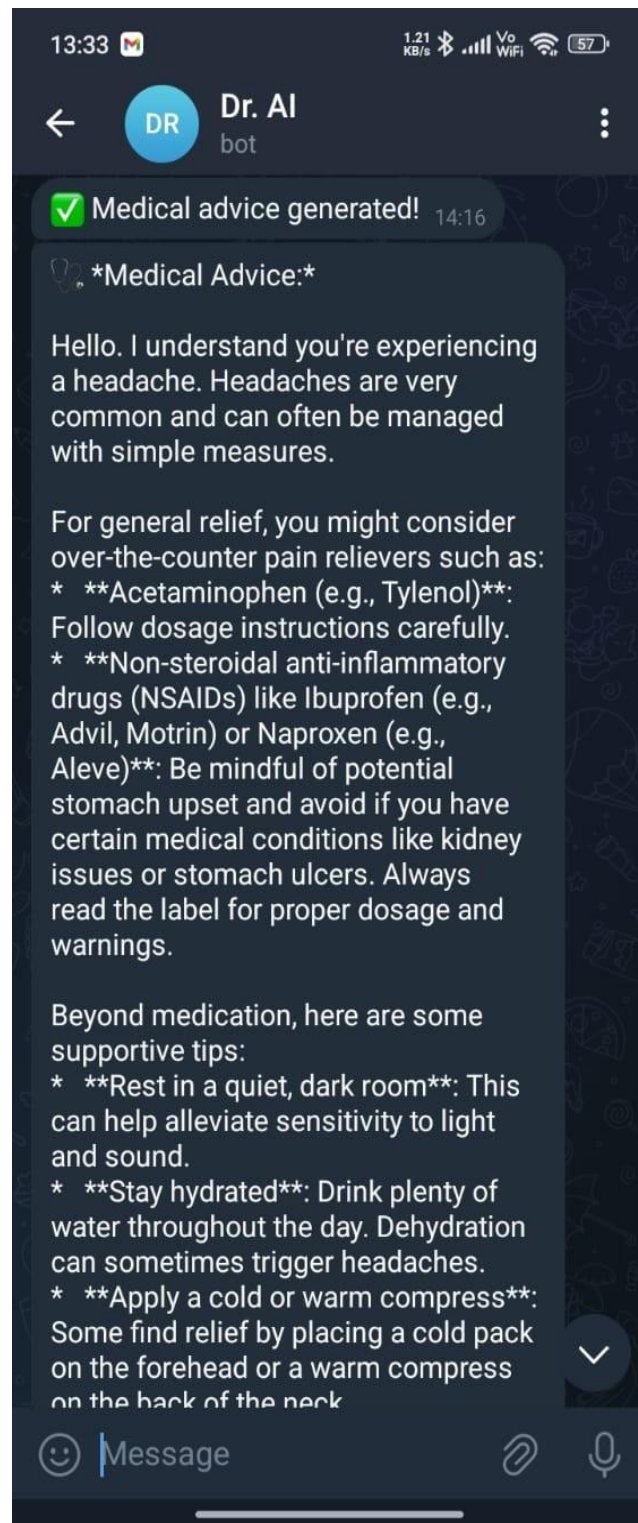 13:33
1.21 KB/s Vo WiFi 57
DR
Dr. AI
bot
✅ Medical advice generated! 14:16
🩺 *Medical Advice:*
Hello. I understand you're experiencing
a headache. Headaches are very
common and can often be managed
with simple measures.
For general relief, you might consider
over-the-counter pain relievers such as:
*   **Acetaminophen (e.g., Tylenol)**:
Follow dosage instructions carefully.
*   **Non-steroidal anti-inflammatory
drugs (NSAIDs) like Ibuprofen (e.g.,
Advil, Motrin) or Naproxen (e.g.,
Aleve)**: Be mindful of potential
stomach upset and avoid if you have
certain medical conditions like kidney
issues or stomach ulcers. Always
read the label for proper dosage and
warnings.
Beyond medication, here are some
supportive tips:
*   **Rest in a quiet, dark room**: This
can help alleviate sensitivity to light
and sound.
*   **Stay hydrated**: Drink plenty of
water throughout the day. Dehydration
can sometimes trigger headaches.
*   **Apply a cold or warm compress**:
Some find relief by placing a cold pack
on the forehead or a warm compress
on the back of the neck
Message